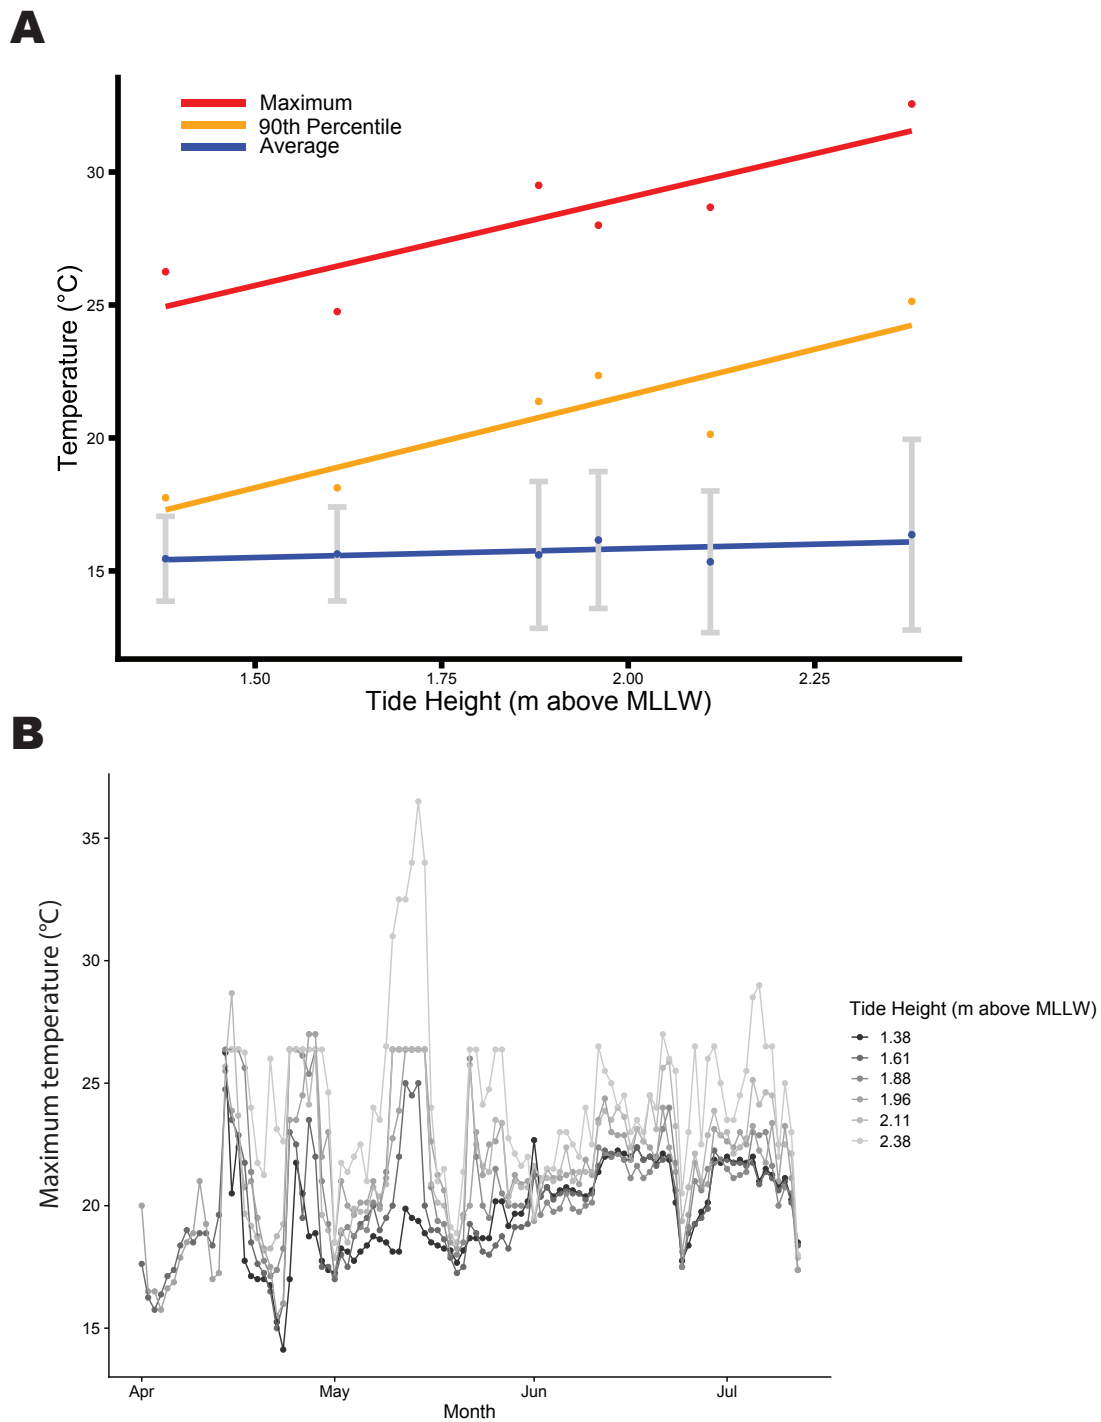 A
Maximum
90th Percentile
Average
30
25
20
15
Temperature (°C)
1.50
1.75
2.00
2.25
Tide Height (m above MLLW)
B
35
30
25
20
15
Maximum temperature (°C)
Apr
May
Jun
Jul
Month
Tide Height (m above MLLW)
1.38
1.61
1.88
1.96
2.11
2.38